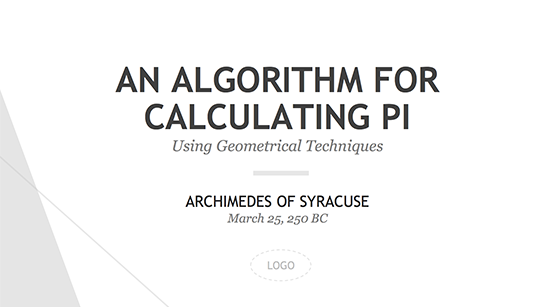 AN ALGORITHM FOR
CALCULATING PI
Using Geometrical Techniques
ARCHIMEDES OF SYRACUSE
March 25, 250 BC
LOGO